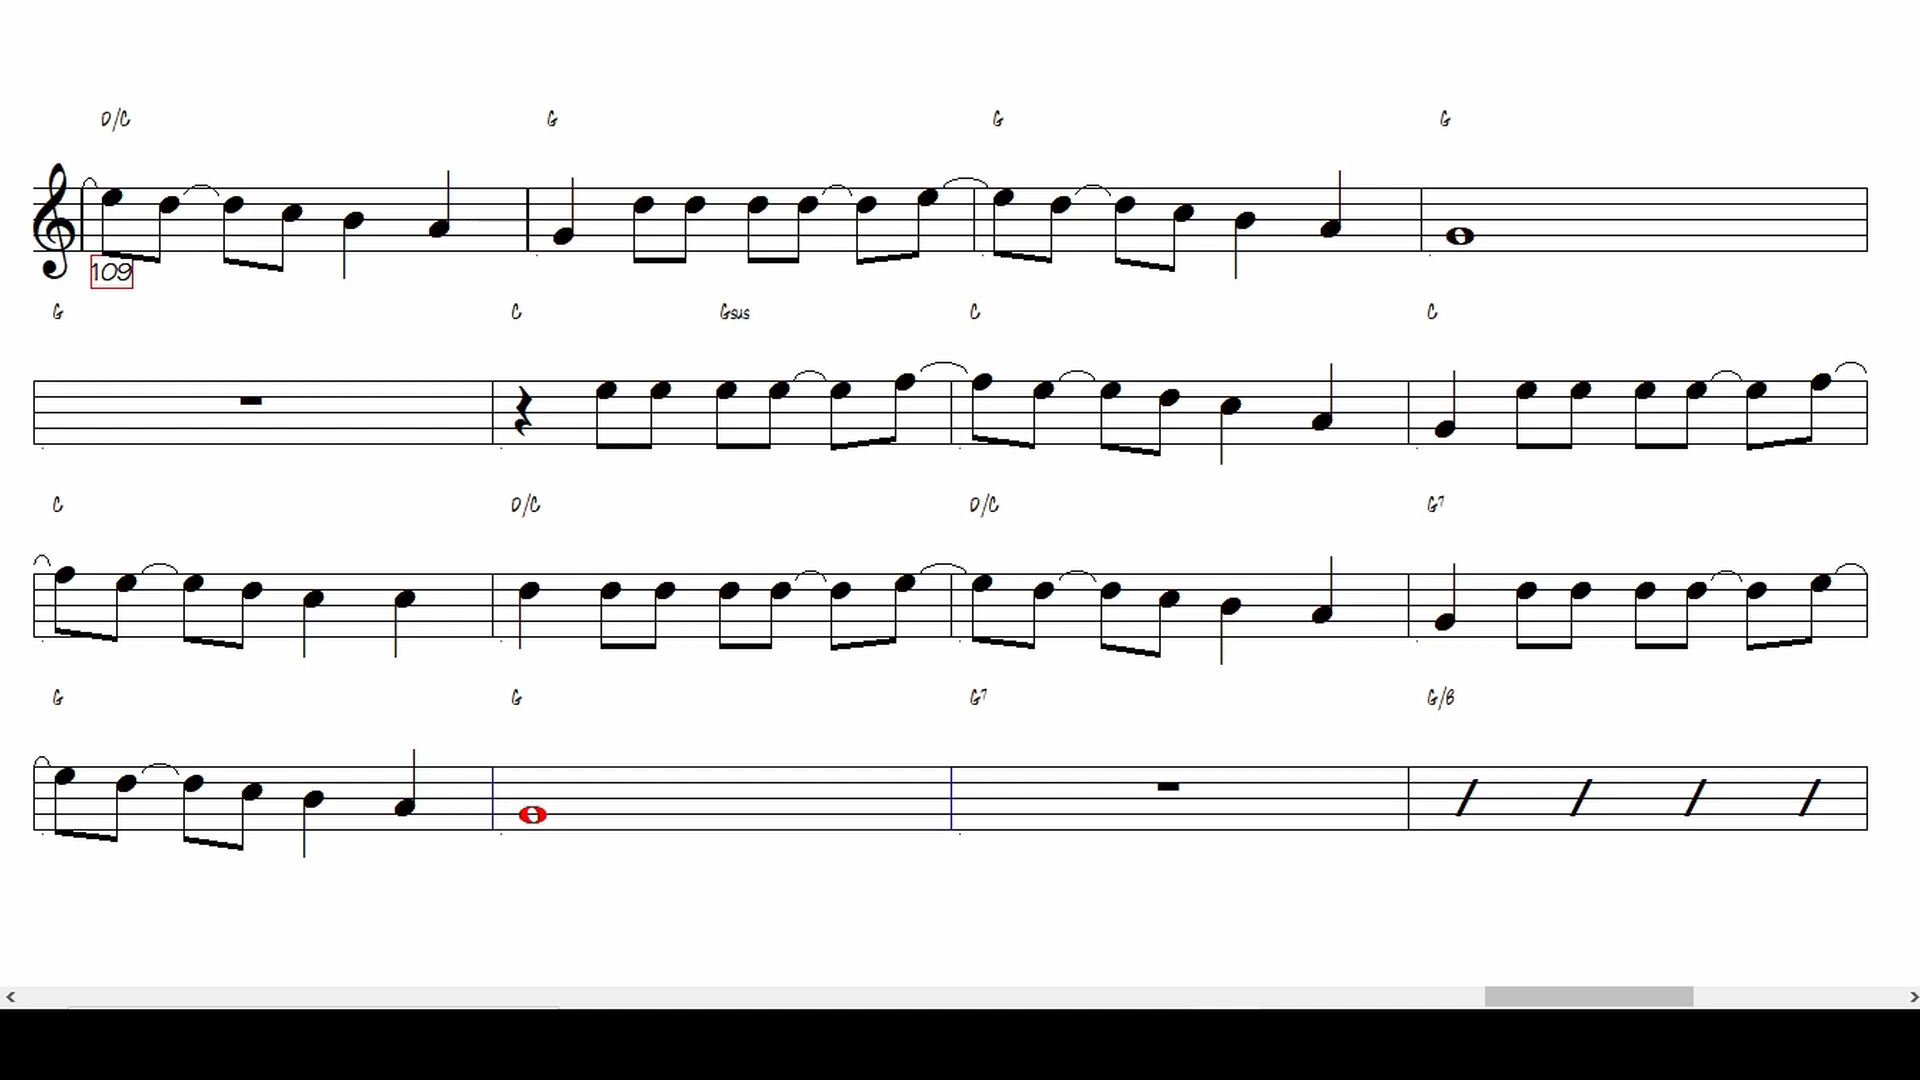 D/C G G G
109
G C Gsus C C
C D/C D/C G7
G G G7 G/B